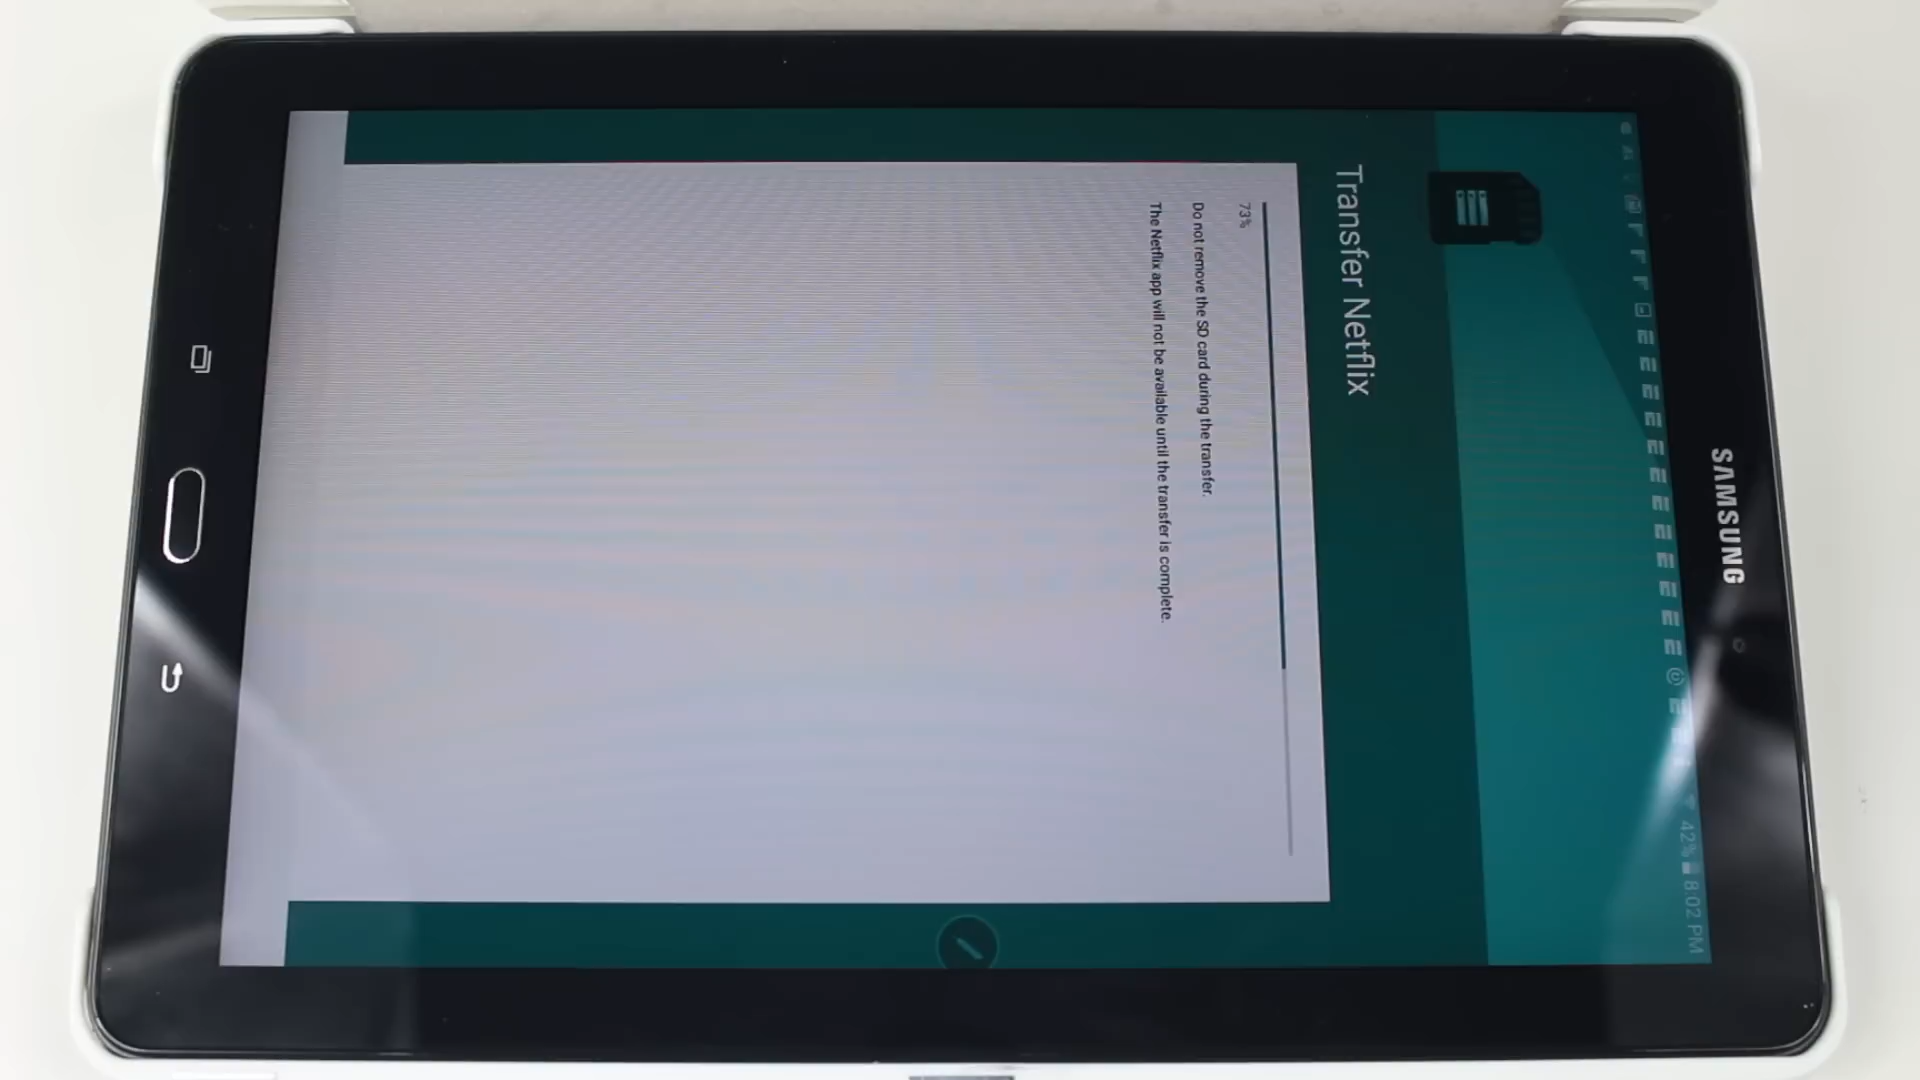 SAMSUNG
42% 8:02 PM
Transfer Netflix
73%
Do not remove the SD card during the transfer.
The Netflix app will not be available until the transfer is complete.